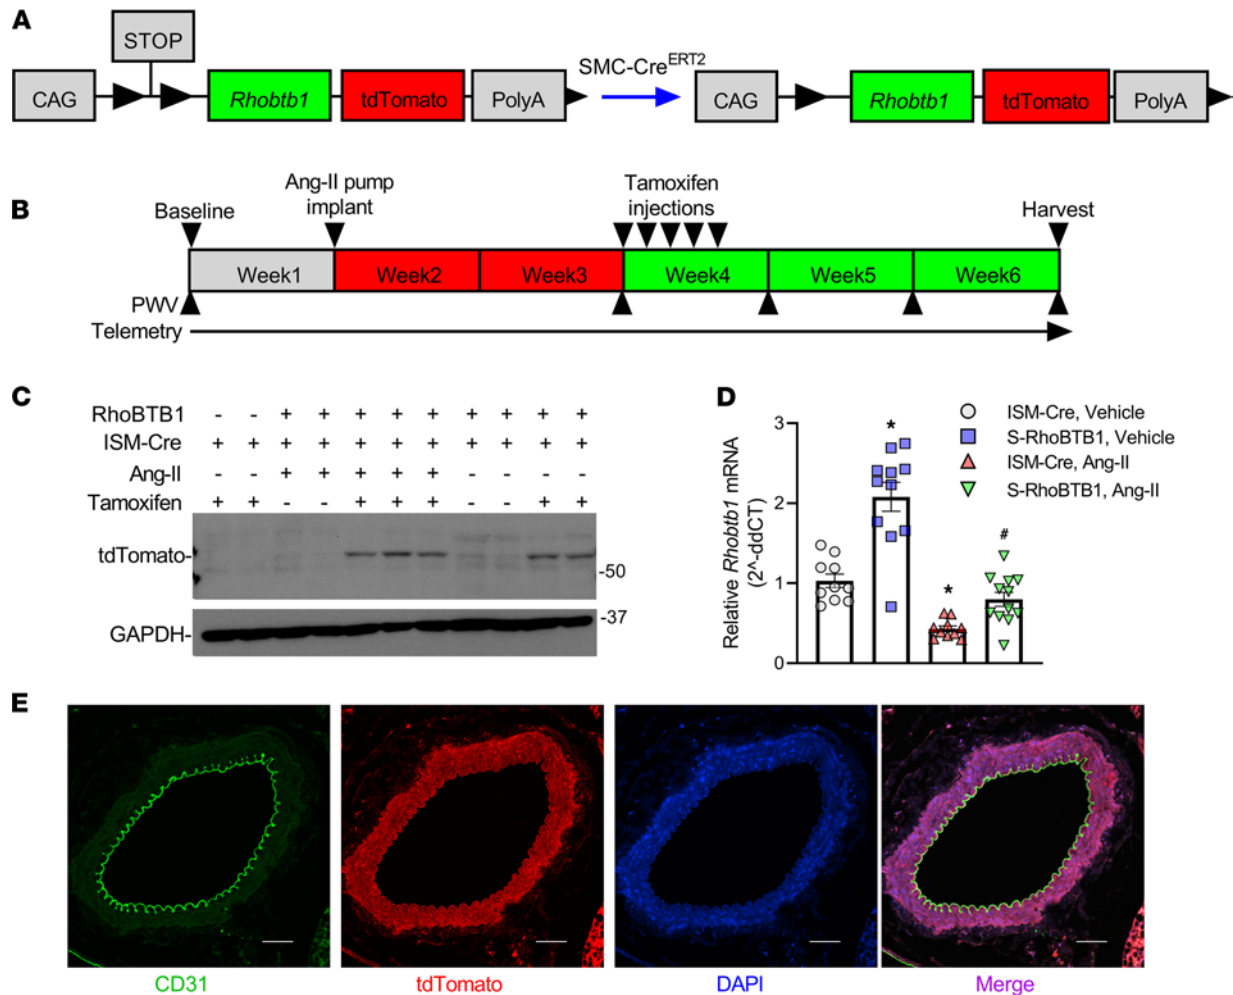 A
STOP
CAG
Rhobtb1
tdTomato
PolyA
SMC-Cre^ERT2
CAG
Rhobtb1
tdTomato
PolyA
B
Baseline
Ang-II pump
implant
Tamoxifen
injections
Harvest
Week1
Week2
Week3
Week4
Week5
Week6
PWV
Telemetry
C
RhoBTB1 - - + + + + + + + + +
ISM-Cre + + + + + + + + + + +
Ang-II - - + + + + + - - - -
Tamoxifen + + - - + + + - - + +
tdTomato-
-50
-37
GAPDH-
D
ISM-Cre, Vehicle
S-RhoBTB1, Vehicle
ISM-Cre, Ang-II
S-RhoBTB1, Ang-II
Relative Rhobtb1 mRNA
(2^-ddCT)
3
2
1
0
*
*
#
E
CD31
tdTomato
DAPI
Merge